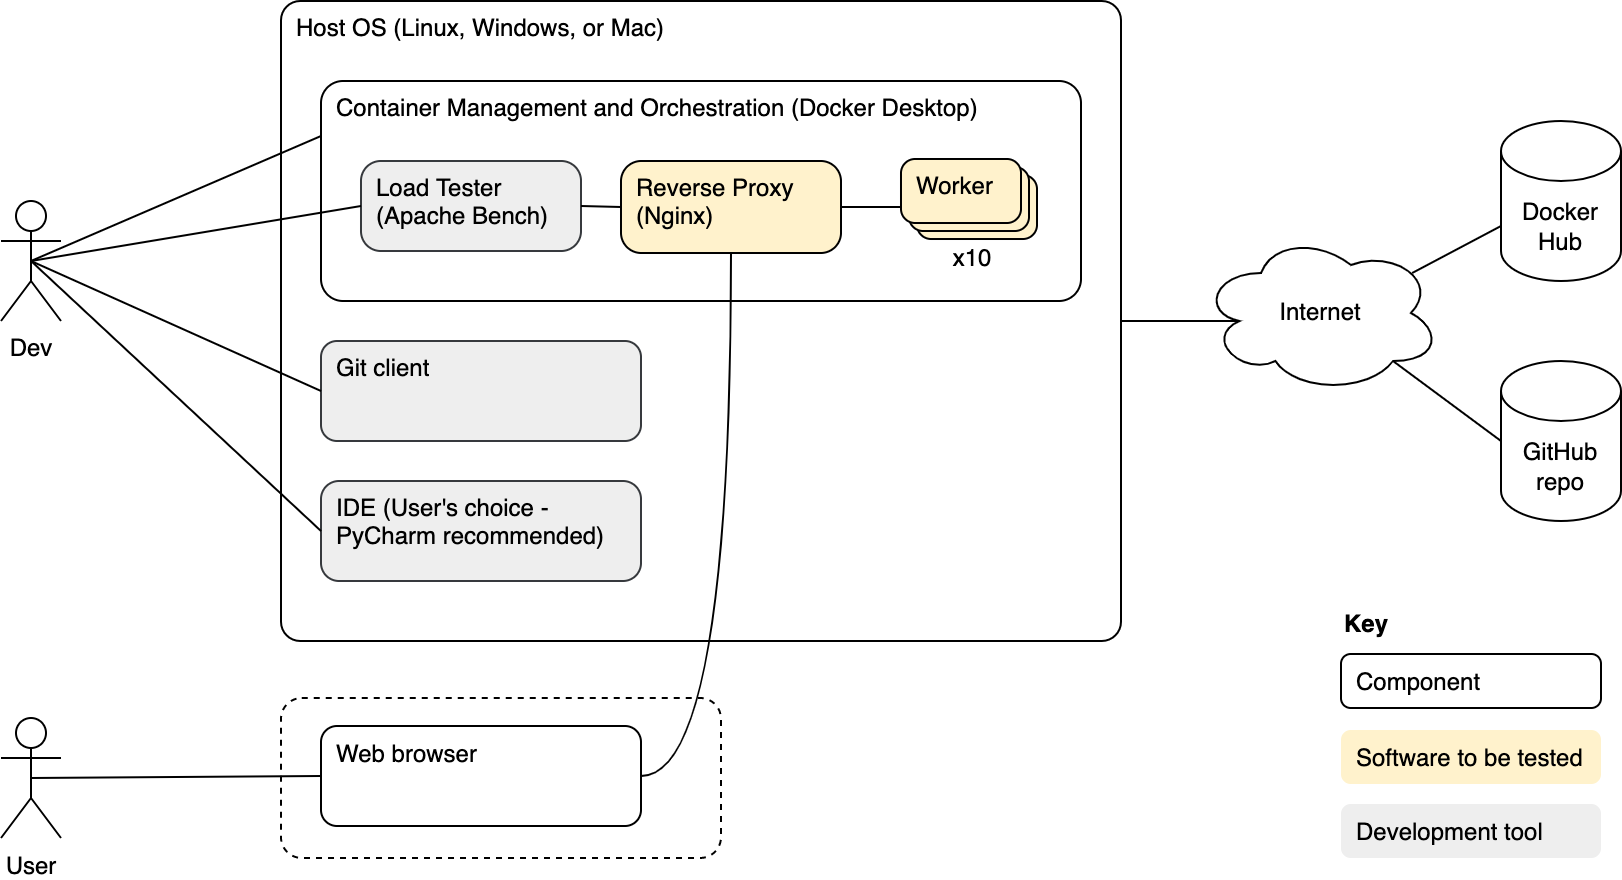 Host OS (Linux, Windows, or Mac)
Container Management and Orchestration (Docker Desktop)
Load Tester
(Apache Bench)
Reverse Proxy
(Nginx)
Worker
x10
Dev
Git client
IDE (User's choice -
PyCharm recommended)
Internet
Docker
Hub
GitHub
repo
Web browser
User
Key
Component
Software to be tested
Development tool